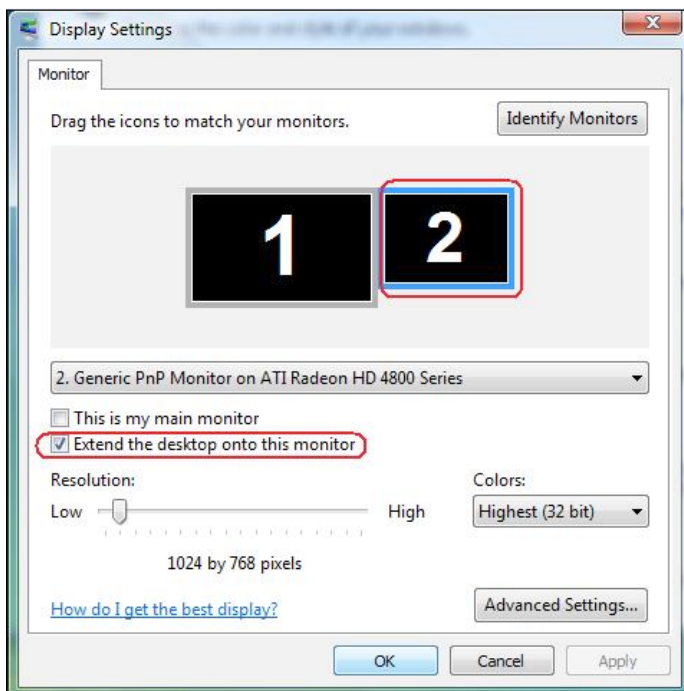 Display Settings
Monitor
Drag the icons to match your monitors.
Identify Monitors
1
2
2. Generic PnP Monitor on ATI Radeon HD 4800 Series
This is my main monitor
Extend the desktop onto this monitor
Resolution:
Colors:
Low
High
Highest (32 bit)
1024 by 768 pixels
How do I get the best display?
Advanced Settings...
OK
Cancel
Apply